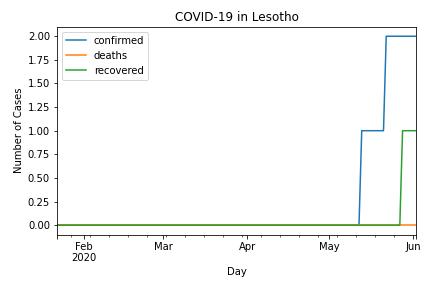 COVID-19 in Lesotho
confirmed
deaths
recovered
2.00
1.75
1.50
1.25
1.00
0.75
0.50
0.25
0.00
Number of Cases
Feb
2020
Mar
Apr
May
Jun
Day